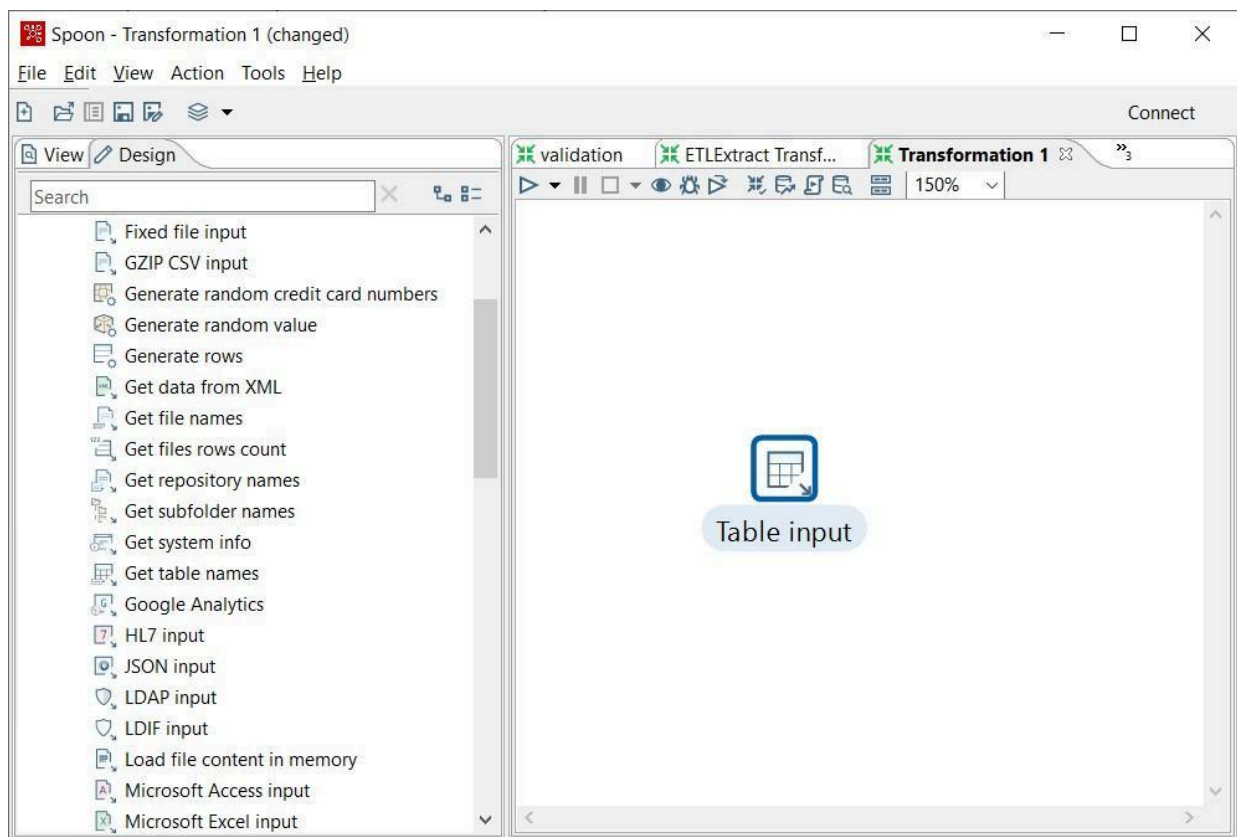 Spoon - Transformation 1 (changed)
File Edit View Action Tools Help
Connect
View Design
validation ETLExtract Transf... Transformation 1 »3
Search
150%
Fixed file input
GZIP CSV input
Generate random credit card numbers
Generate random value
Generate rows
Get data from XML
Get file names
Get files rows count
Get repository names
Get subfolder names
Get system info
Get table names
Google Analytics
HL7 input
JSON input
LDAP input
LDIF input
Load file content in memory
Microsoft Access input
Microsoft Excel input
Table input